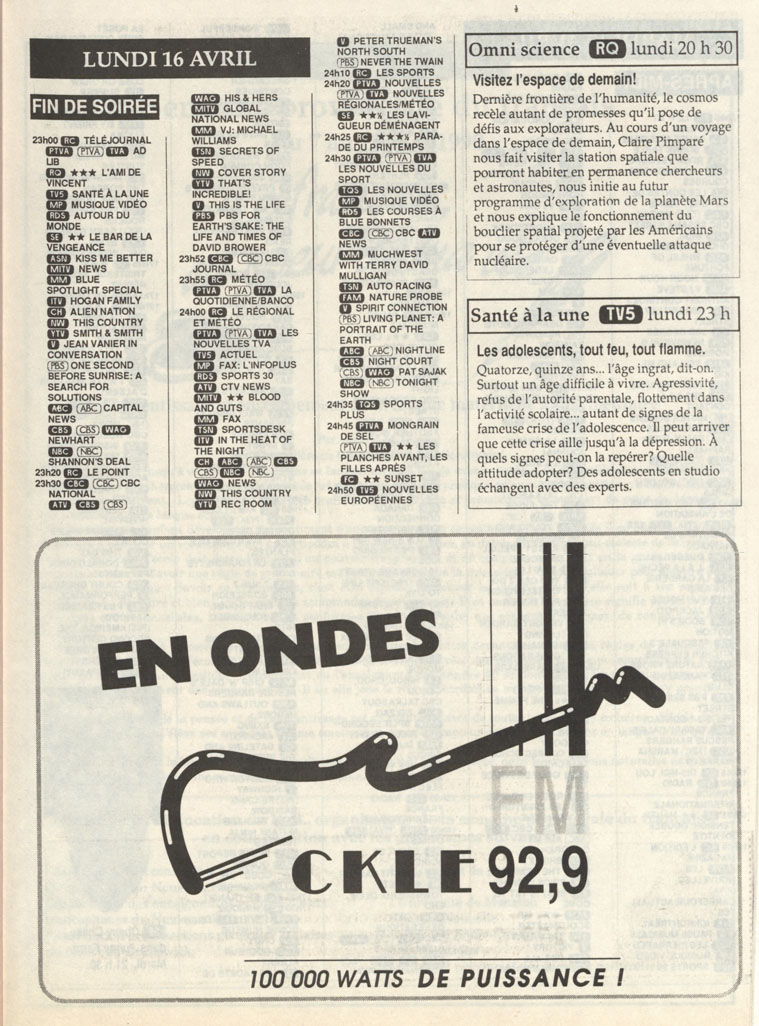 LUNDI 16 AVRIL
FIN DE SOIRÉE
23h00 RC TÉLÉJOURNAL
PTVA (PTVA) TVA AD
LIB
RQ ★★★ L'AMI DE
VINCENT
TV5 SANTÉ À LA UNE
MP MUSIQUE VIDÉO
RDS AUTOUR DU
MONDE
SE ★★ LE BAR DE LA
VENGEANCE
ASN KISS ME BETTER
MITV NEWS
MM BLUE
SPOTLIGHT SPECIAL
ITV HOGAN FAMILY
CH ALIEN NATION
NW THIS COUNTRY
YTV SMITH & SMITH
V JEAN VANIER IN
CONVERSATION
(PBS) ONE SECOND
BEFORE SUNRISE: A
SEARCH FOR
SOLUTIONS
ABC (ABC) CAPITAL
NEWS
CBS (CBS) WAG
NEWHART
NBC (NBC)
SHANNON'S DEAL
23h20 RC LE POINT
23h30 CBC (CBC) CBC
NATIONAL
ATV CBS (CBS)
WAG HIS & HERS
MITV GLOBAL
NATIONAL NEWS
MM VJ: MICHAEL
WILLIAMS
TSN SECRETS OF
SPEED
NW COVER STORY
YTV THAT'S
INCREDIBLE!
V THIS IS THE LIFE
PBS PBS FOR
EARTH'S SAKE: THE
LIFE AND TIMES OF
DAVID BROWER
23h52 CBC (CBC) CBC
JOURNAL
23h55 RC MÉTÉO
PTVA (PTVA) TVA LA
QUOTIDIENNE/BANCO
24h00 RC LE RÉGIONAL
ET MÉTÉO
PTVA (PTVA) TVA LES
NOUVELLES TVA
TV5 ACTUEL
MP FAX: L'INFOPLUS
RDS SPORTS 30
ATV CTV NEWS
MITV ★★ BLOOD
AND GUTS
MM FAX
TSN SPORTSDESK
ITV IN THE HEAT OF
THE NIGHT
CH ABC (ABC) CBS
(CBS) NBC (NBC)
WAG NEWS
NW THIS COUNTRY
YTV REC ROOM
V PETER TRUEMAN'S
NORTH SOUTH
(PBS) NEVER THE TWAIN
24h10 RC LES SPORTS
24h20 PTVA NOUVELLES
(PTVA) TVA NOUVELLES
RÉGIONALES/MÉTÉO
SE ★★½ LES LAVI-
GUEUR DÉMÉNAGENT
24h25 RC ★★★½ PARA-
DE DU PRINTEMPS
24h30 PTVA (PTVA) TVA
LES NOUVELLES DU
SPORT
TQS LES NOUVELLES
MP MUSIQUE VIDÉO
RDS LES COURSES À
BLUE BONNETS
CBC (CBC) CBC ATV
NEWS
MM MUCHWEST
WITH TERRY DAVID
MULLIGAN
TSN AUTO RACING
FAM NATURE PROBE
V SPIRIT CONNECTION
(PBS) LIVING PLANET: A
PORTRAIT OF THE
EARTH
ABC (ABC) NIGHTLINE
CBS NIGHT COURT
(CBS) WAG PAT SAJAK
NBC (NBC) TONIGHT
SHOW
24h35 TQS SPORTS
PLUS
24h45 PTVA MONGRAIN
DE SEL
(PTVA) TVA ★★ LES
PLANCHES AVANT, LES
FILLES APRÈS
FC ★★ SUNSET
24h50 TV5 NOUVELLES
EUROPÉENNES
Omni science RQ lundi 20 h 30
Visitez l'espace de demain!
Dernière frontière de l'humanité, le cosmos
recèle autant de promesses qu'il pose de
défis aux explorateurs. Au cours d'un voyage
dans l'espace de demain, Claire Pimparé
nous fait visiter la station spatiale que
pourront habiter en permanence chercheurs
et astronautes, nous initie au futur
programme d'exploration de la planète Mars
et nous explique le fonctionnement du
bouclier spatial projeté par les Américains
pour se protéger d'une éventuelle attaque
nucléaire.
Santé à la une TV5 lundi 23 h
Les adolescents, tout feu, tout flamme.
Quatorze, quinze ans... l'âge ingrat, dit-on.
Surtout un âge difficile à vivre. Agressivité,
refus de l'autorité parentale, flottement dans
l'activité scolaire... autant de signes de la
fameuse crise de l'adolescence. Il peut arriver
que cette crise aille jusqu'à la dépression. À
quels signes peut-on la repérer? Quelle
attitude adopter? Des adolescents en studio
échangent avec des experts.
EN ONDES
FM
CKLE 92,9
100 000 WATTS DE PUISSANCE !